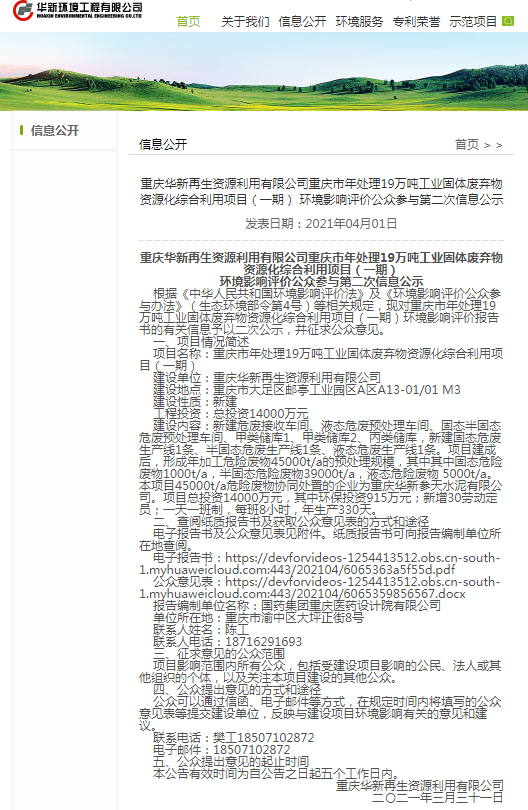 华新环境工程有限公司
HUAXIN ENVIRONMENTAL ENGINEERING CO.,LTD
首页 关于我们 信息公开 环境服务 专利荣誉 示范项目
信息公开
信息公开 首页 > >
重庆华新再生资源利用有限公司重庆市年处理19万吨工业固体废弃物
资源化综合利用项目（一期） 环境影响评价公众参与第二次信息公示
发表日期：2021年04月01日
重庆华新再生资源利用有限公司重庆市年处理19万吨工业固体废弃物
资源化综合利用项目（一期）
环境影响评价公众参与第二次信息公示
根据《中华人民共和国环境影响评价法》及《环境影响评价公众参
与办法》（生态环境部令第4号）等相关规定，现对重庆市年处理19
万吨工业固体废弃物资源化综合利用项目（一期）环境影响评价报告
书的有关信息予以二次公示，并征求公众意见。
一、项目情况简述
项目名称：重庆市年处理19万吨工业固体废弃物资源化综合利用项
目（一期）
建设单位：重庆华新再生资源利用有限公司
建设地点：重庆市大足区邮亭工业园区A区A13-01/01 M3
建设性质：新建
工程投资：总投资14000万元
建设内容：新建危废接收车间、液态危废预处理车间、固态半固态
危废预处理车间、甲类储库1、甲类储库2、丙类储库，新建固态危废
生产线1条、半固态危废生产线1条、液态危废生产线1条。项目建成
后，形成年加工危险废物45000t/a的预处理规模，其中其中固态危险
废物1000t/a，半固态危险废物39000t/a，液态危险废物 5000t/a。
本项目45000t/a危险废物协同处置的企业为重庆华新参天水泥有限公
司。项目总投资14000万元，其中环保投资915万元；新增30劳动定
员；一天一班制，每班8小时，年生产330天。
二、查阅纸质报告书及获取公众意见表的方式和途径
电子报告书及公众意见表见附件。纸质报告书可向报告编制单位所
在地查阅。
电子报告书：https://devforvideos-1254413512.obs.cn-south-
1.myhuaweicloud.com:443/202104/6065363a5f55d.pdf
公众意见表：https://devforvideos-1254413512.obs.cn-south-
1.myhuaweicloud.com:443/202104/6065359856567.docx
报告编制单位名称：国药集团重庆医药设计院有限公司
单位所在地：重庆市渝中区大坪正街8号
联系人姓名：陈工
联系人电话：18716291693
三、征求意见的公众范围
项目影响范围内所有公众，包括受建设项目影响的公民、法人或其
他组织的个体，以及关注本项目建设的其他公众。
四、公众提出意见的方式和途径
公众可以通过信函、电子邮件等方式，在规定时间内将填写的公众
意见表等提交建设单位，反映与建设项目环境影响有关的意见和建
议。
联系电话：樊工18507102872
电子邮件：18507102872
五、公众提出意见的起止时间
本公告有效时间为自公告之日起五个工作日内。
重庆华新再生资源利用有限公司
二〇二一年三月三十一日